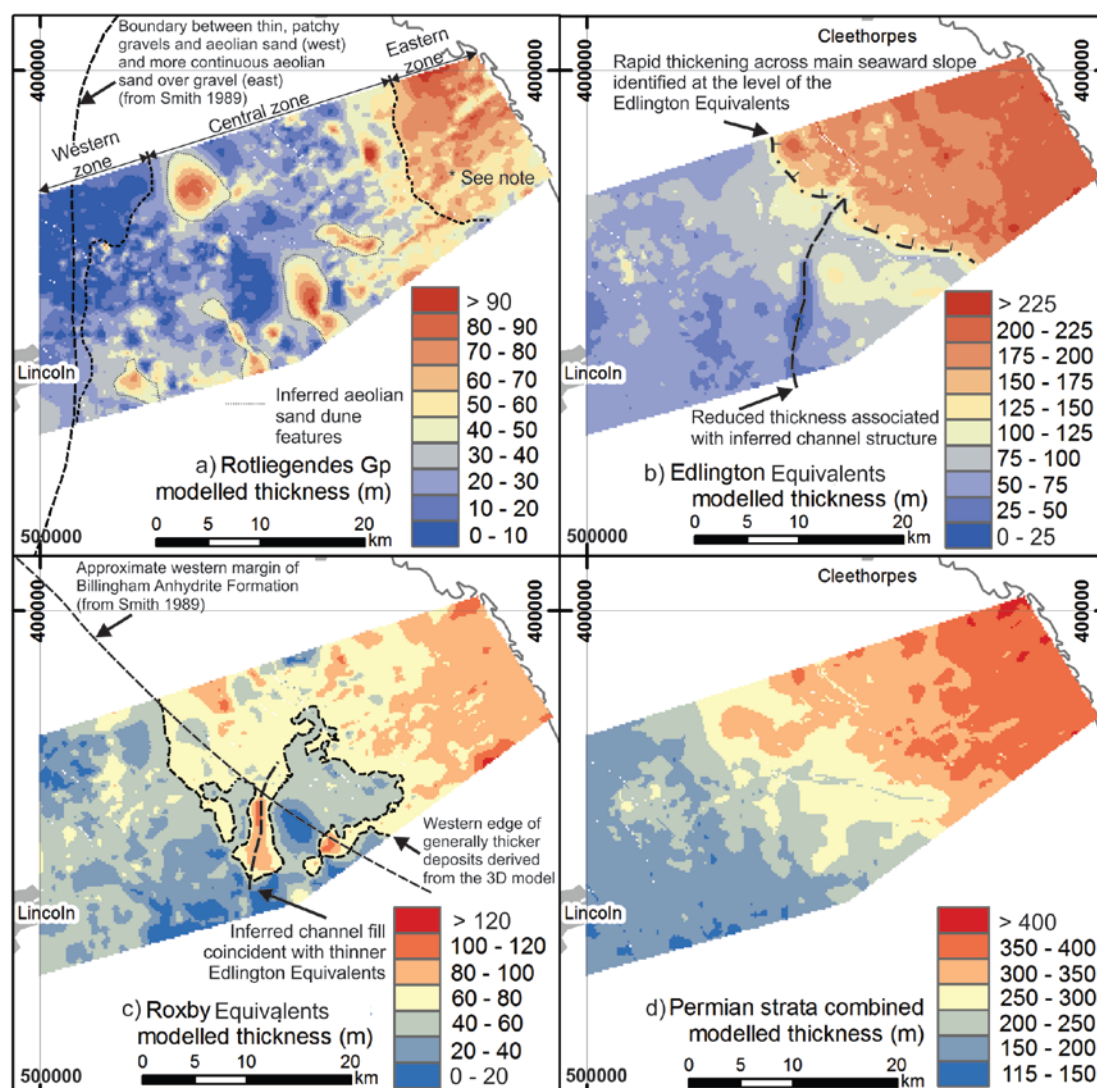 Boundary between thin, patchy
gravels and aeolian sand (west)
and more continuous aeolian
sand over gravel (east)
(from Smith 1989)
400000
400000
Eastern
zone
Central zone
Western
zone
* See note
Lincoln
Inferred aeolian
sand dune
features
a) Rotliegendes Gp
modelled thickness (m)
0 5 10 20
km
500000
> 90
80 - 90
70 - 80
60 - 70
50 - 60
40 - 50
30 - 40
20 - 30
10 - 20
0 - 10
Cleethorpes
400000
Rapid thickening across main seaward slope
identified at the level of the
Edlington Equivalents
Lincoln
Reduced thickness associated
with inferred channel structure
b) Edlington Equivalents
modelled thickness (m)
0 5 10 20
km
500000
> 225
200 - 225
175 - 200
150 - 175
125 - 150
100 - 125
75 - 100
50 - 75
25 - 50
0 - 25
Approximate western margin of
Billingham Anhydrite Formation
(from Smith 1989)
400000
400000
Western edge of
generally thicker
deposits derived
from the 3D model
Lincoln
Inferred channel fill
coincident with thinner
Edlington Equivalents
c) Roxby Equivalents
modelled thickness (m)
0 5 10 20
km
500000
> 120
100 - 120
80 - 100
60 - 80
40 - 60
20 - 40
0 - 20
Cleethorpes
400000
Lincoln
d) Permian strata combined
modelled thickness (m)
0 5 10 20
km
500000
> 400
350 - 400
300 - 350
250 - 300
200 - 250
150 - 200
115 - 150